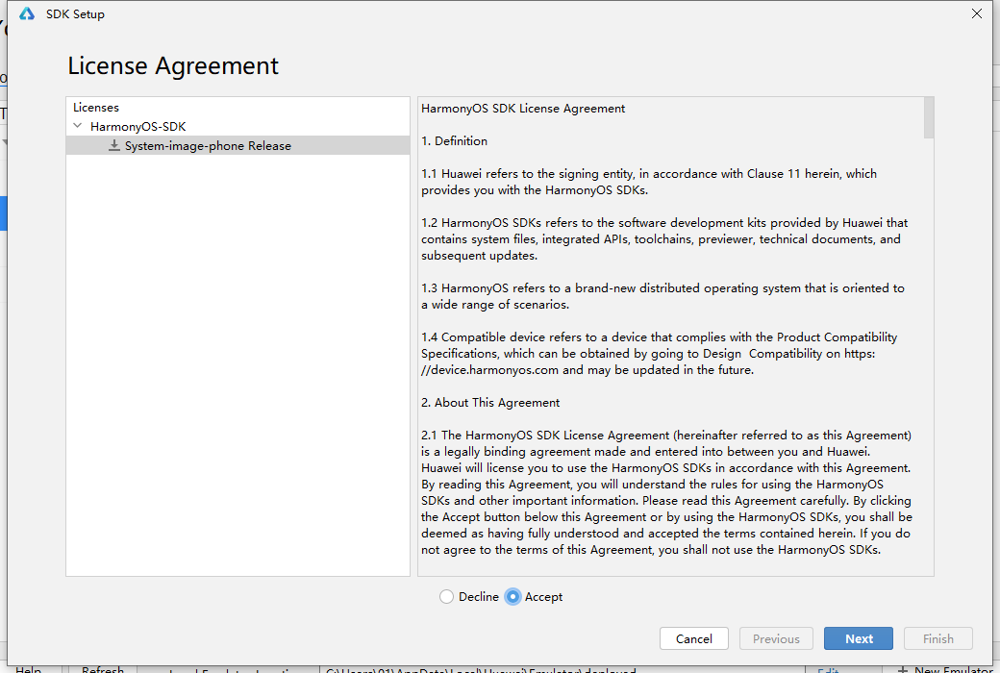 SDK Setup
License Agreement
Licenses
HarmonyOS-SDK
System-image-phone Release
HarmonyOS SDK License Agreement
1. Definition
1.1 Huawei refers to the signing entity, in accordance with Clause 11 herein, which
provides you with the HarmonyOS SDKs.
1.2 HarmonyOS SDKs refers to the software development kits provided by Huawei that
contains system files, integrated APIs, toolchains, previewer, technical documents, and
subsequent updates.
1.3 HarmonyOS refers to a brand-new distributed operating system that is oriented to
a wide range of scenarios.
1.4 Compatible device refers to a device that complies with the Product Compatibility
Specifications, which can be obtained by going to Design  Compatibility on https:
//device.harmonyos.com and may be updated in the future.
2. About This Agreement
2.1 The HarmonyOS SDK License Agreement (hereinafter referred to as this Agreement)
is a legally binding agreement made and entered into between you and Huawei.
Huawei will license you to use the HarmonyOS SDKs in accordance with this Agreement.
By reading this Agreement, you will understand the rules for using the HarmonyOS
SDKs and other important information. Please read this Agreement carefully. By clicking
the Accept button below this Agreement or by using the HarmonyOS SDKs, you shall be
deemed as having fully understood and accepted the terms contained herein. If you do
not agree to the terms of this Agreement, you shall not use the HarmonyOS SDKs.
Decline Accept
Cancel Previous Next Finish
Help Refresh C:\Users\01\AppData\Local\Huawei\Emulator\deployed Edit + New Emulator